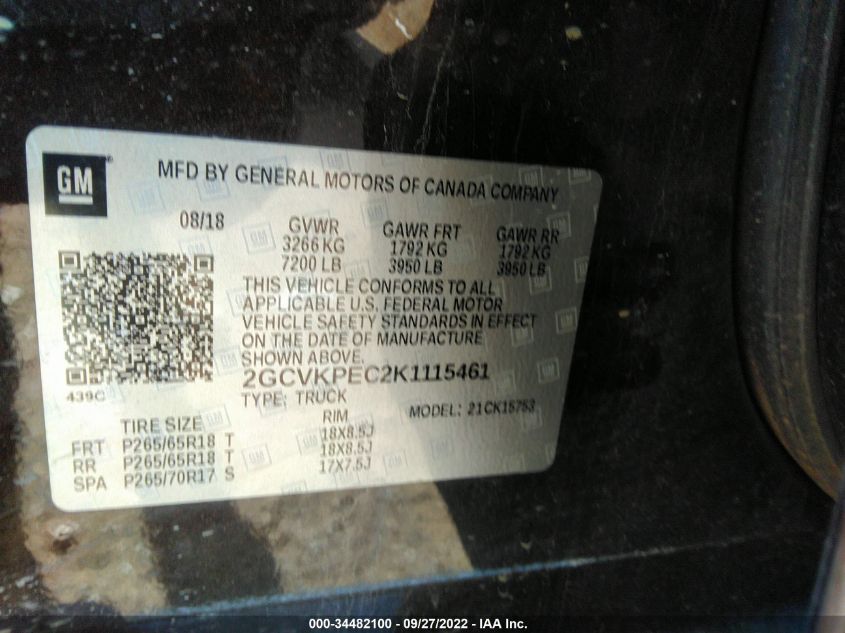 GM
MFD BY GENERAL MOTORS OF CANADA COMPANY
08/18 GVWR GAWR FRT GAWR RR
3266 KG 1792 KG 1792 KG
7200 LB 3950 LB 3950 LB
THIS VEHICLE CONFORMS TO ALL
APPLICABLE U.S. FEDERAL MOTOR
VEHICLE SAFETY STANDARDS IN EFFECT
ON THE DATE OF MANUFACTURE
SHOWN ABOVE.
2GCVKPEC2K1115461
439C
TYPE: TRUCK MODEL: 21CK15753
TIRE SIZE RIM
FRT P265/65R18 T 18X8.5J
RR P265/65R18 T 18X8.5J
SPA P265/70R17 S 17X7.5J
000-34482100 - 09/27/2022 - IAA Inc.